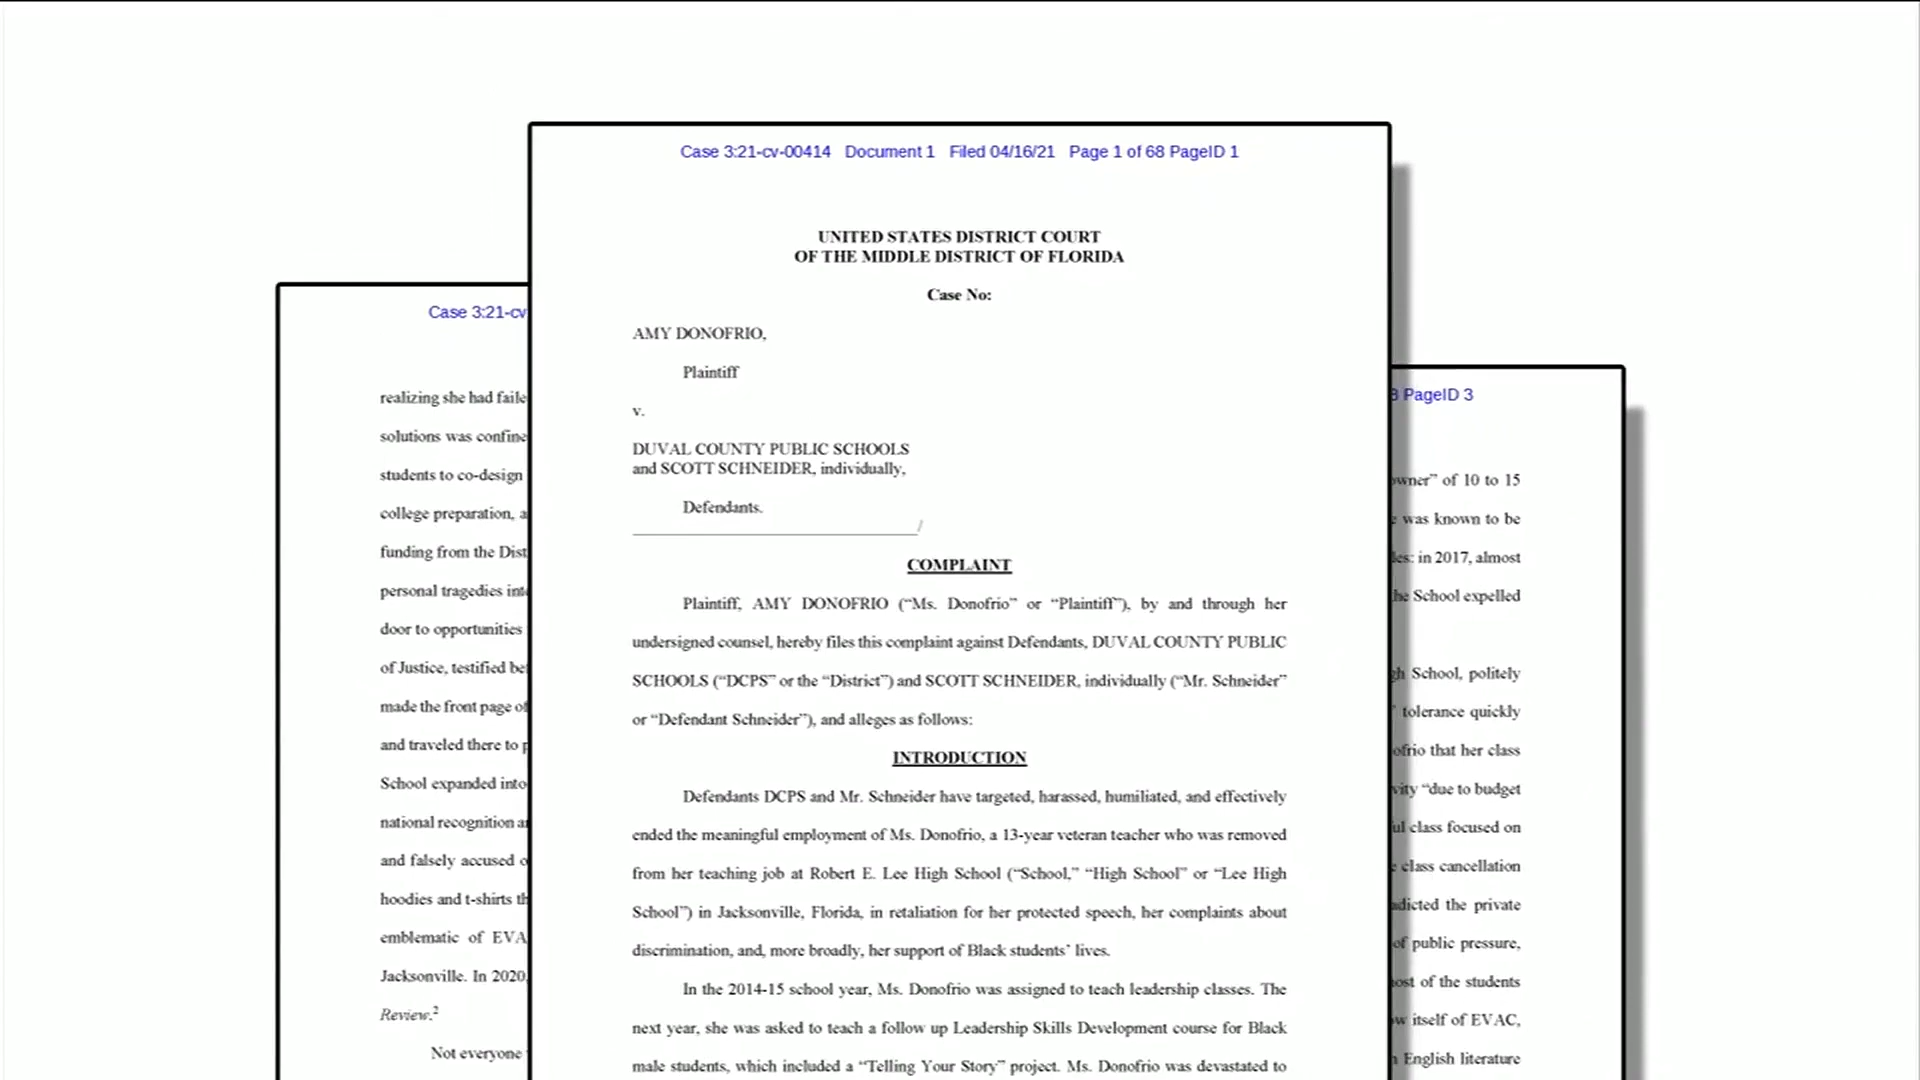 Case 3:21-cv-00414 Document 1 Filed 04/16/21 Page 1 of 68 PageID 1
UNITED STATES DISTRICT COURT
OF THE MIDDLE DISTRICT OF FLORIDA
Case No:
AMY DONOFRIO,
Plaintiff
v.
DUVAL COUNTY PUBLIC SCHOOLS
and SCOTT SCHNEIDER, individually,
Defendants.
/
COMPLAINT
Plaintiff, AMY DONOFRIO (“Ms. Donofrio” or “Plaintiff”), by and through her
undersigned counsel, hereby files this complaint against Defendants, DUVAL COUNTY PUBLIC
SCHOOLS (“DCPS” or the “District”) and SCOTT SCHNEIDER, individually (“Mr. Schneider”
or “Defendant Schneider”), and alleges as follows:
INTRODUCTION
Defendants DCPS and Mr. Schneider have targeted, harassed, humiliated, and effectively
ended the meaningful employment of Ms. Donofrio, a 13-year veteran teacher who was removed
from her teaching job at Robert E. Lee High School (“School,” “High School” or “Lee High
School”) in Jacksonville, Florida, in retaliation for her protected speech, her complaints about
discrimination, and, more broadly, her support of Black students’ lives.
In the 2014-15 school year, Ms. Donofrio was assigned to teach leadership classes. The
next year, she was asked to teach a follow up Leadership Skills Development course for Black
male students, which included a “Telling Your Story” project. Ms. Donofrio was devastated to
Case 3:21-cv
realizing she had faile
solutions was confine
students to co-design
college preparation, a
funding from the Dist
personal tragedies int
door to opportunities
of Justice, testified be
made the front page of
and traveled there to p
School expanded into
national recognition a
and falsely accused o
hoodies and t-shirts th
emblematic of EVA
Jacksonville. In 2020,
Review.2
Not everyone
8 PageID 3
owner” of 10 to 15
was known to be
les: in 2017, almost
he School expelled
gh School, politely
tolerance quickly
ofrio that her class
vity “due to budget
ul class focused on
class cancellation
adicted the private
of public pressure,
ost of the students
w itself of EVAC,
English literature